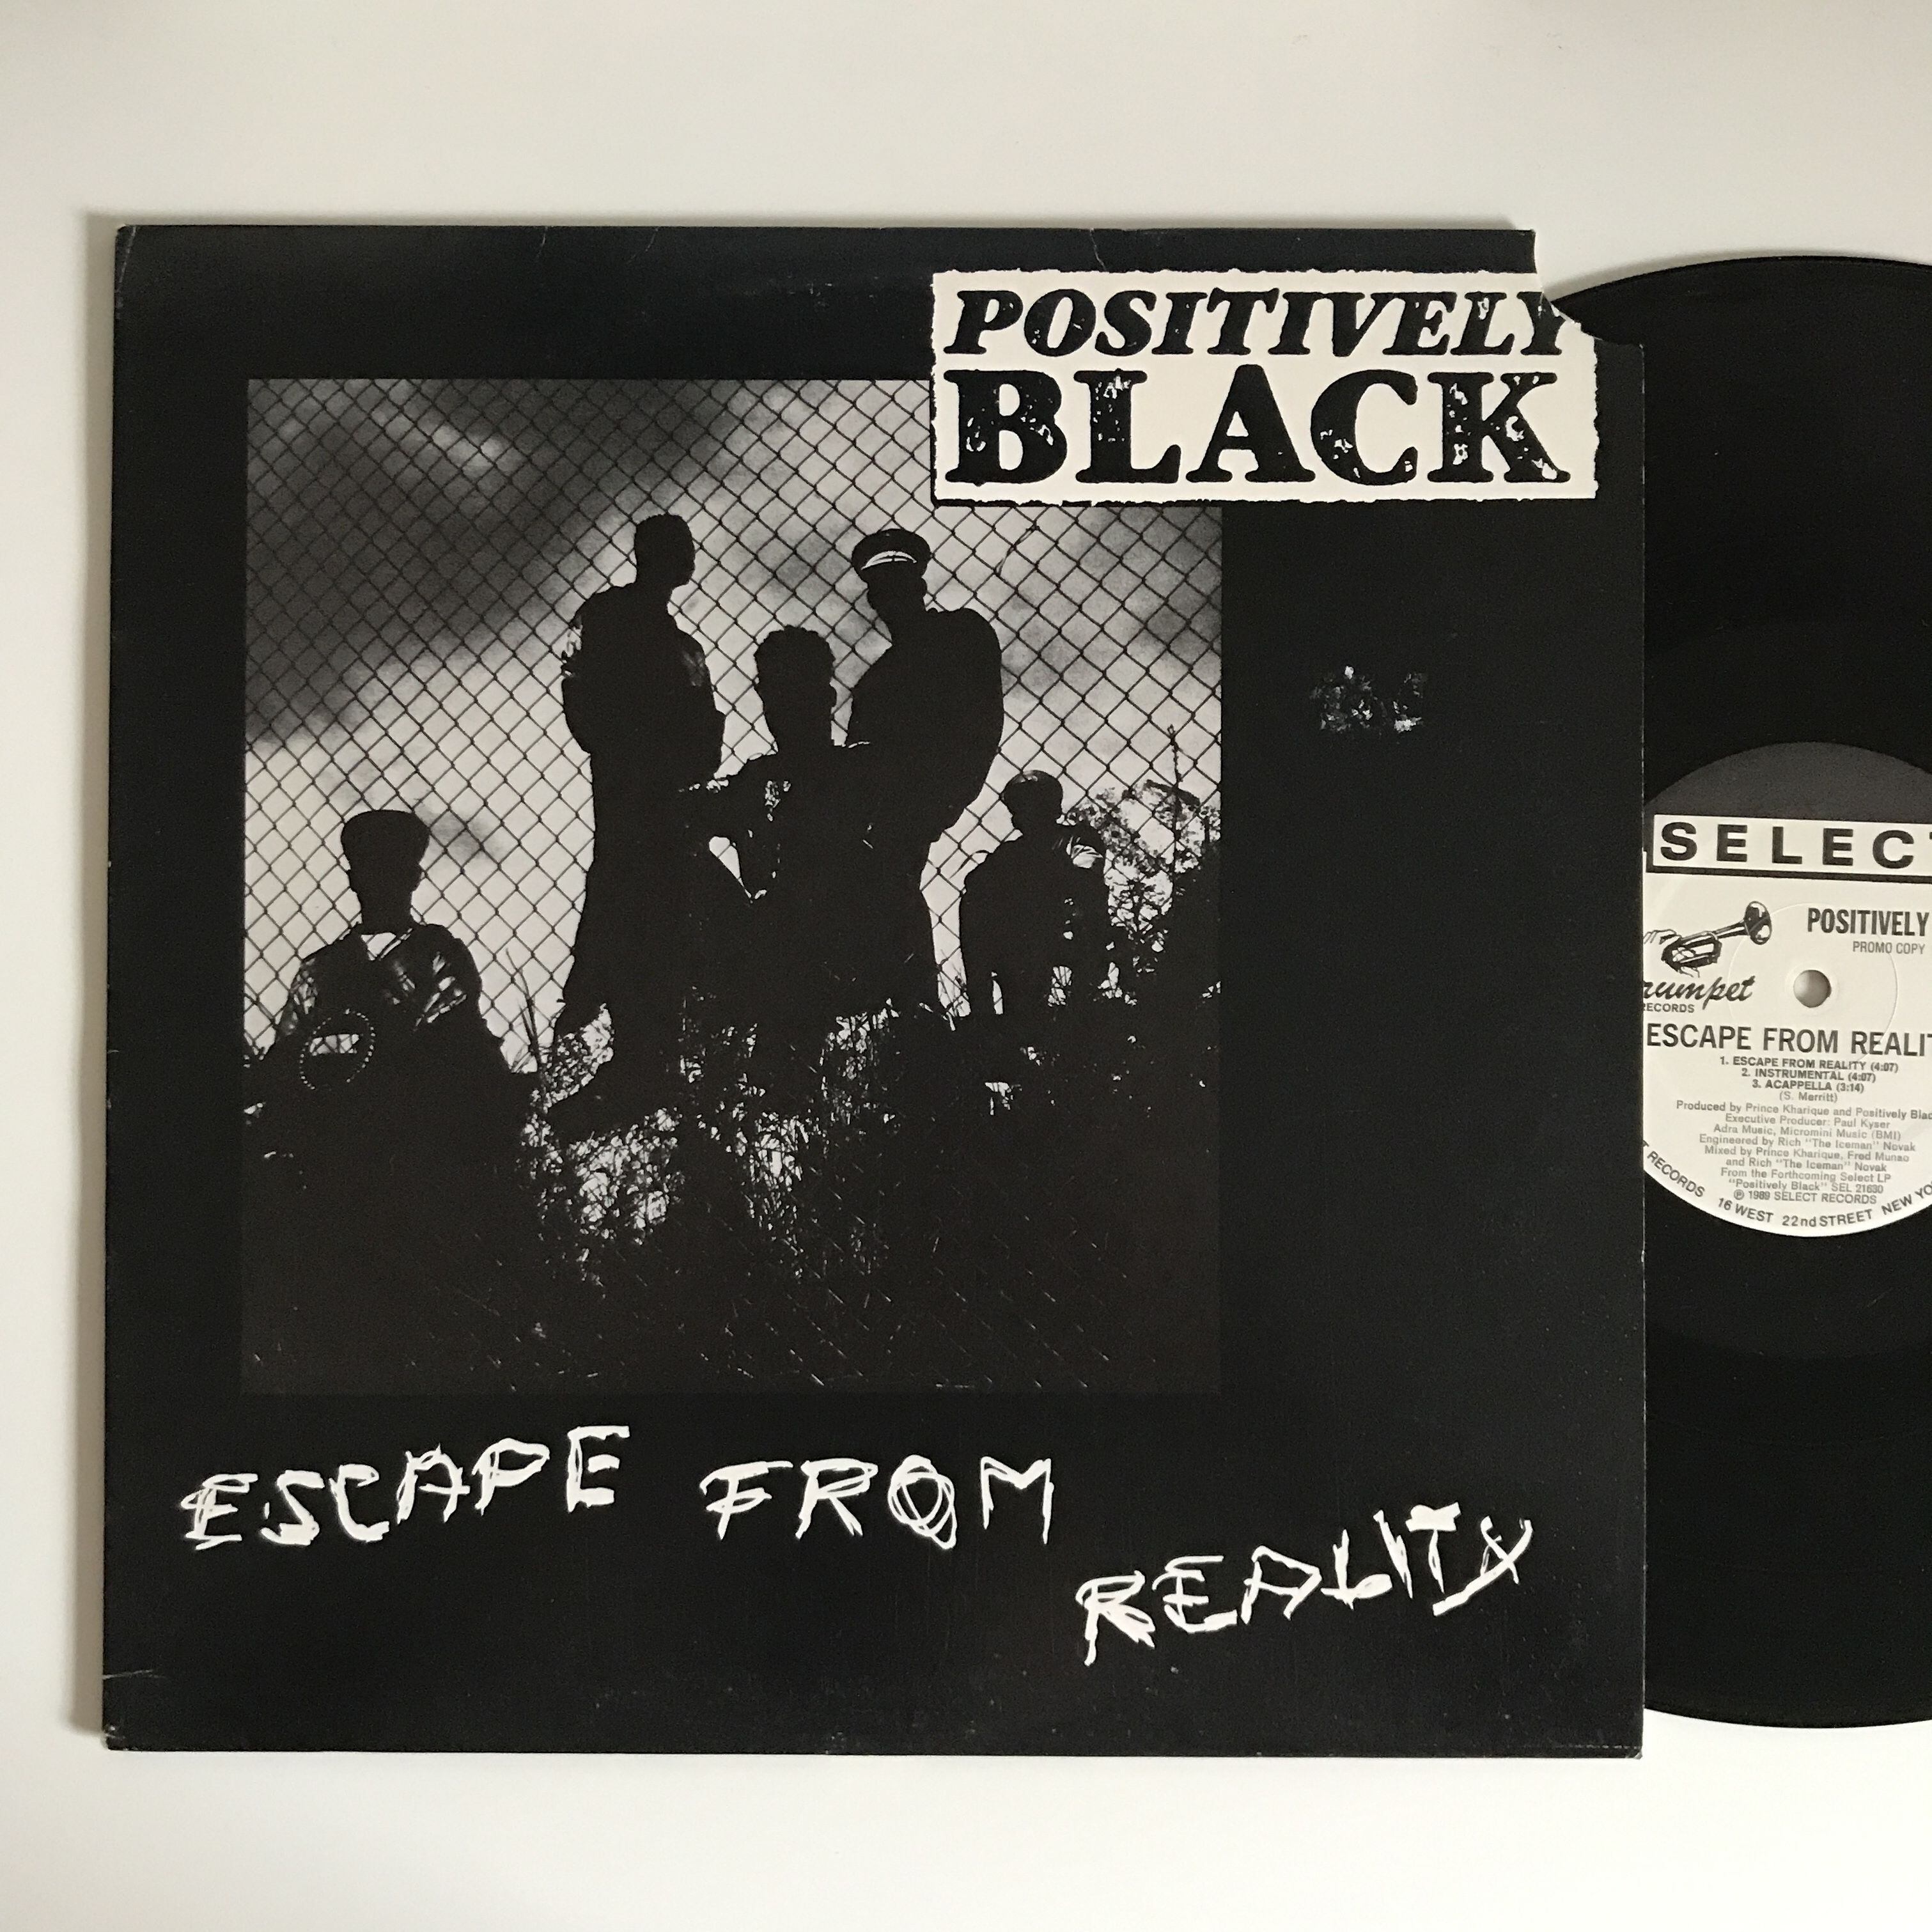 POSITIVELY
BLACK
ESCAPE FROM
REALITY
SELECT
POSITIVELY
PROMO COPY
rumpet
RECORDS
ESCAPE FROM REALIT
1. ESCAPE FROM REALITY (4:07)
2. INSTRUMENTAL (4:07)
3. ACAPPELLA (3:14)
(S. Merritt)
Produced by Prince Kharique and Positively Blac
Executive Producer: Paul Kyser
Adra Music, Micromini Music (BMI)
Engineered by Rich "The Iceman" Novak
Mixed by Prince Kharique, Fred Munao
and Rich "The Iceman" Novak
From the Forthcoming Select LP
"Positively Black" SEL 21630
℗ 1989 SELECT RECORDS
T RECORDS 16 WEST 22nd STREET NEW YO